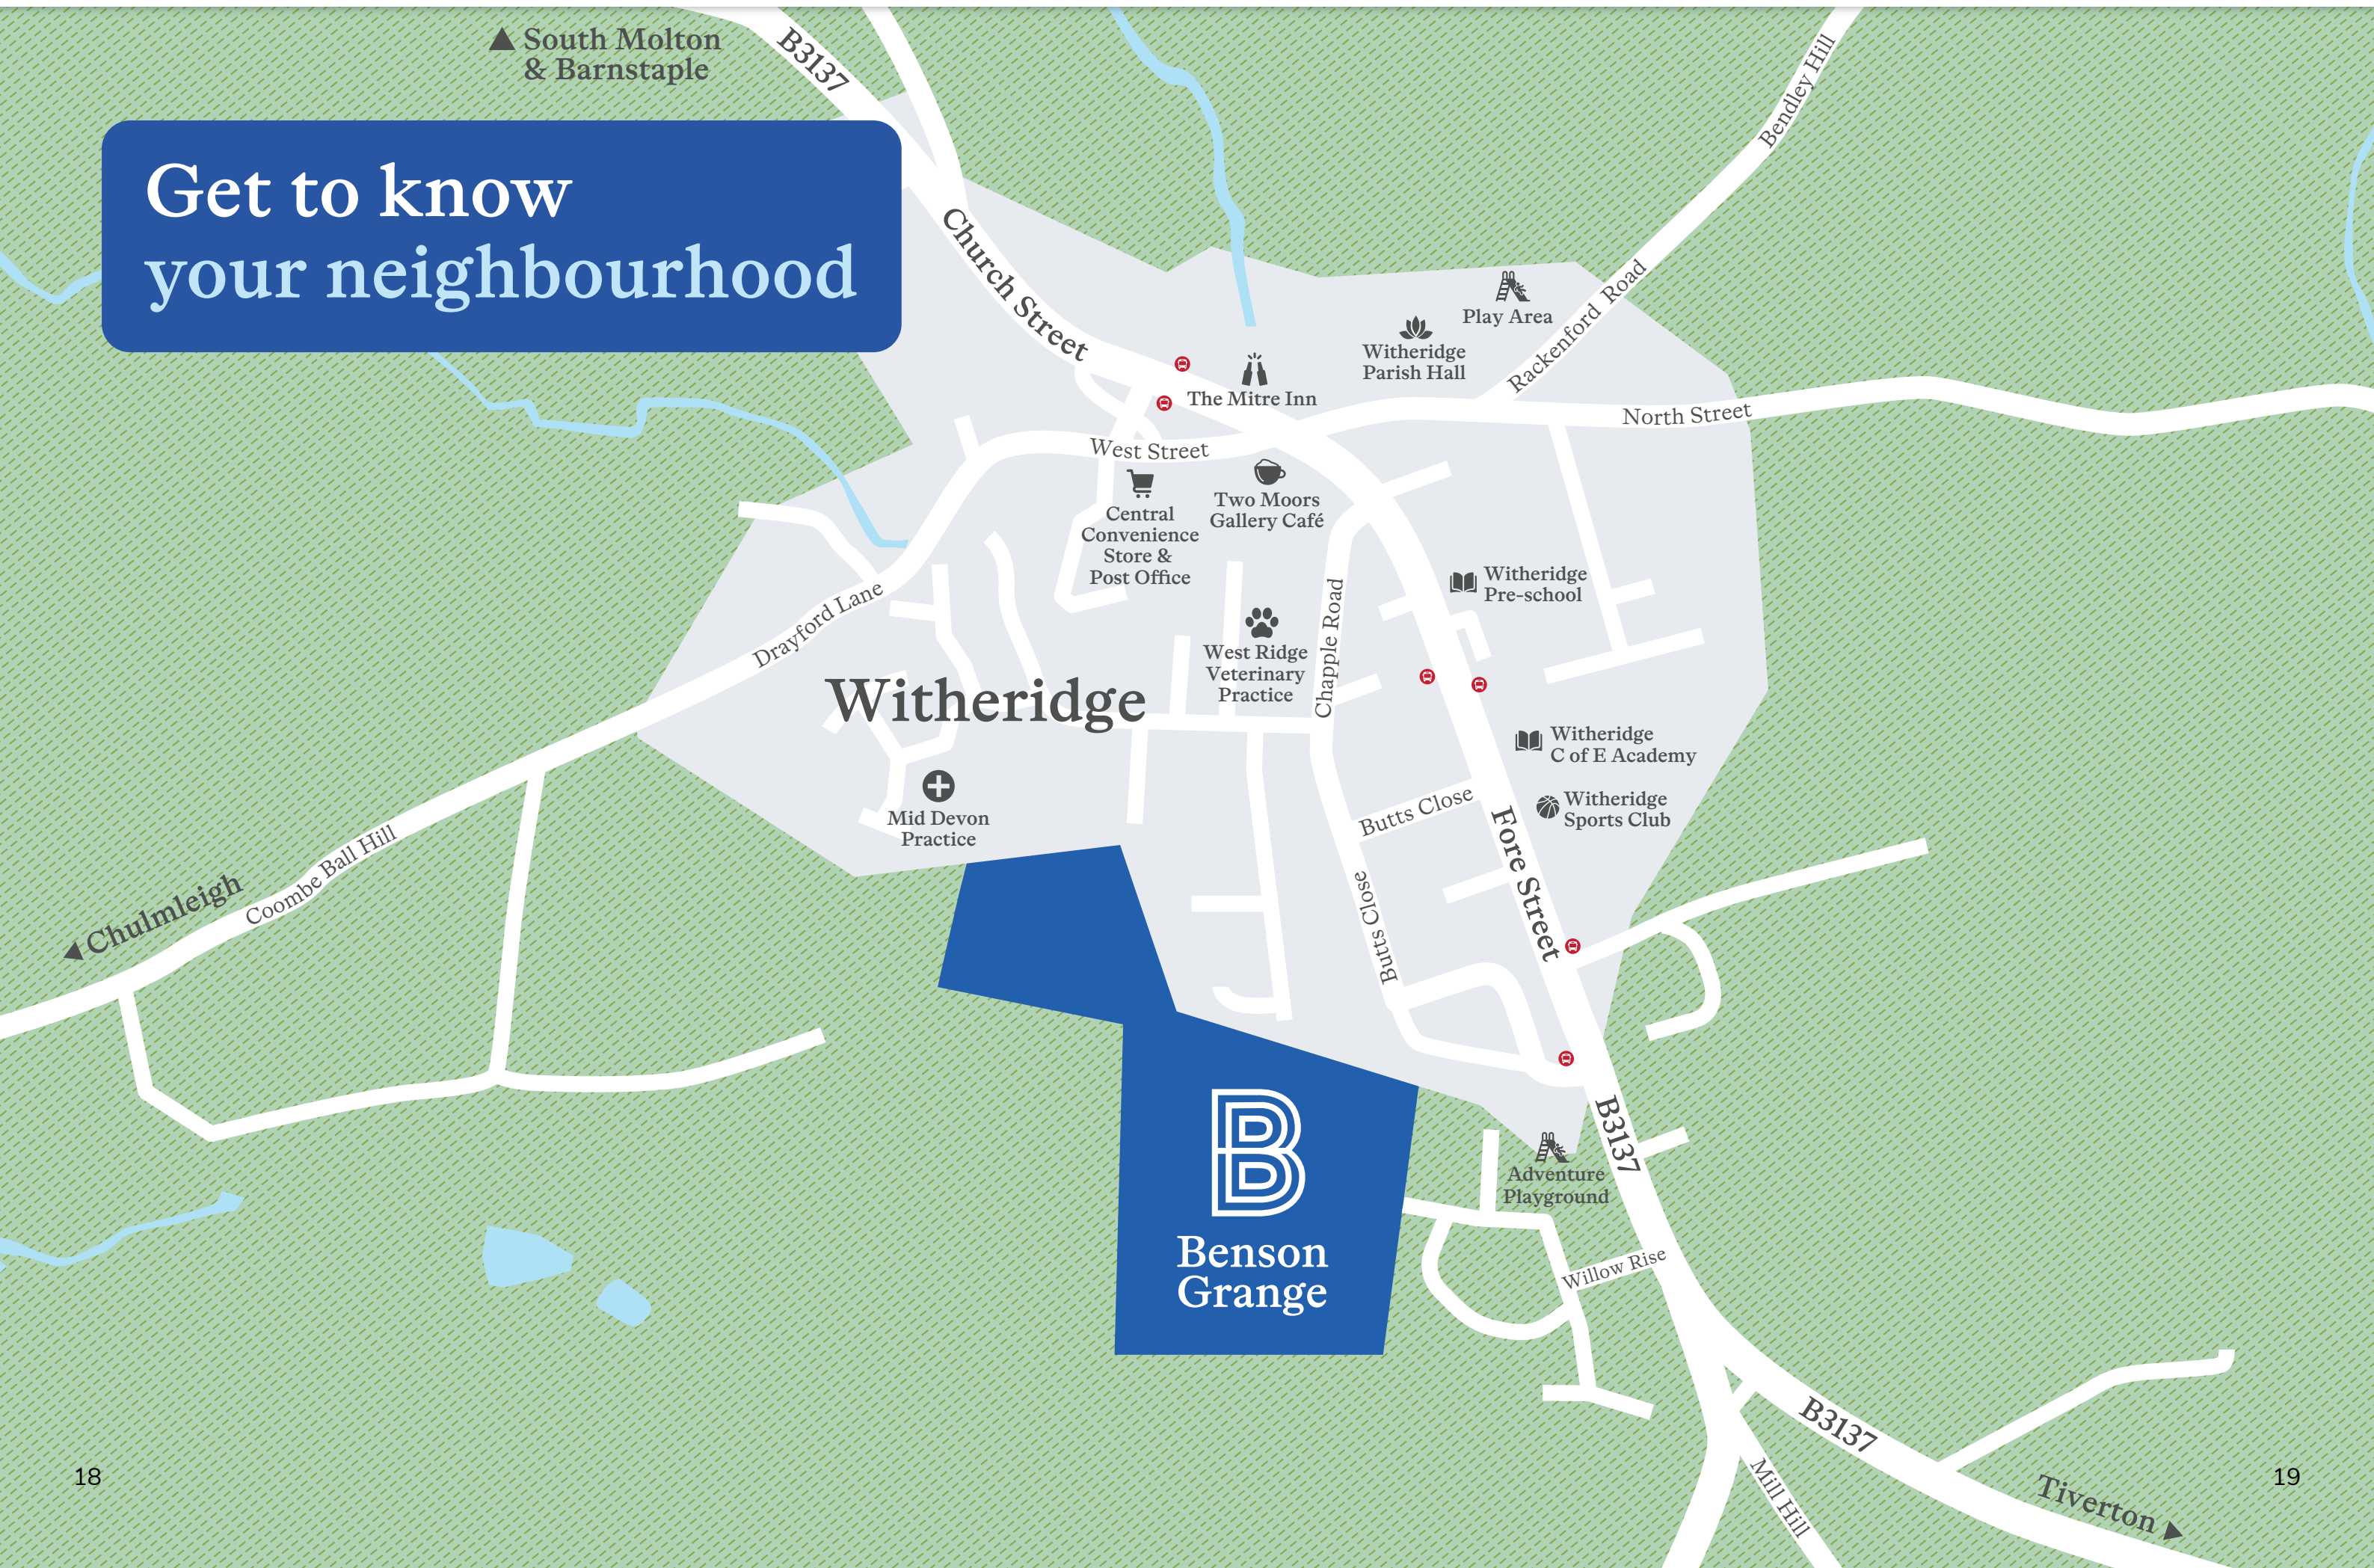 South Molton
& Barnstaple
B3137
Bendley Hill
Get to know
your neighbourhood
Church Street
Play Area
Witheridge
Parish Hall
Rackenford Road
The Mitre Inn
North Street
West Street
Two Moors
Gallery Café
Central
Convenience
Store &
Post Office
Witheridge
Pre-school
Drayford Lane
Chapple Road
West Ridge
Veterinary
Practice
Witheridge
Witheridge
C of E Academy
Witheridge
Sports Club
Butts Close
Fore Street
Mid Devon
Practice
Coombe Ball Hill
Chulmleigh
Butts Close
B3137
B
Benson
Grange
Adventure
Playground
Willow Rise
B3137
Mill Hill
Tiverton
18
19